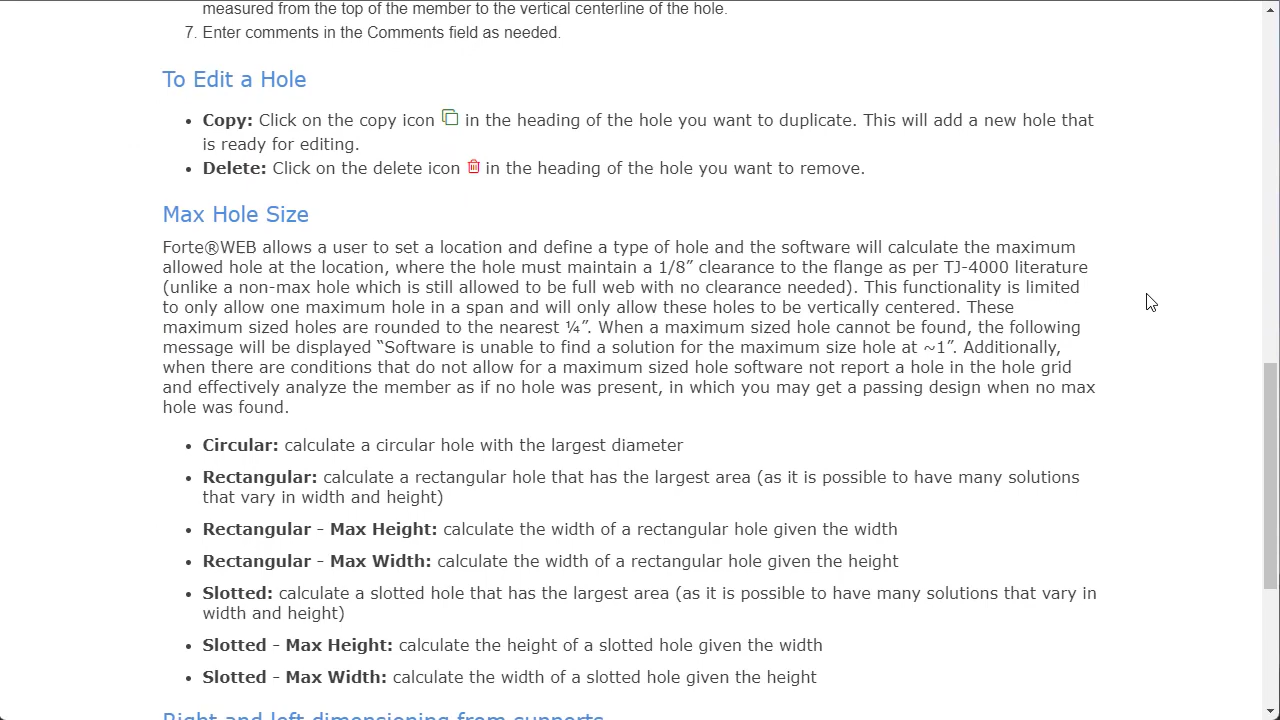 measured from the top of the member to the vertical centerline of the hole.
7. Enter comments in the Comments field as needed.
To Edit a Hole
• Copy: Click on the copy icon in the heading of the hole you want to duplicate. This will add a new hole that
is ready for editing.
• Delete: Click on the delete icon in the heading of the hole you want to remove.
Max Hole Size
Forte®WEB allows a user to set a location and define a type of hole and the software will calculate the maximum
allowed hole at the location, where the hole must maintain a 1/8” clearance to the flange as per TJ-4000 literature
(unlike a non-max hole which is still allowed to be full web with no clearance needed). This functionality is limited
to only allow one maximum hole in a span and will only allow these holes to be vertically centered. These
maximum sized holes are rounded to the nearest ¼”. When a maximum sized hole cannot be found, the following
message will be displayed “Software is unable to find a solution for the maximum size hole at ~1”. Additionally,
when there are conditions that do not allow for a maximum sized hole software not report a hole in the hole grid
and effectively analyze the member as if no hole was present, in which you may get a passing design when no max
hole was found.
• Circular: calculate a circular hole with the largest diameter
• Rectangular: calculate a rectangular hole that has the largest area (as it is possible to have many solutions
that vary in width and height)
• Rectangular – Max Height: calculate the width of a rectangular hole given the width
• Rectangular – Max Width: calculate the width of a rectangular hole given the height
• Slotted: calculate a slotted hole that has the largest area (as it is possible to have many solutions that vary in
width and height)
• Slotted – Max Height: calculate the height of a slotted hole given the width
• Slotted – Max Width: calculate the width of a slotted hole given the height
Right and left dimensioning from supports